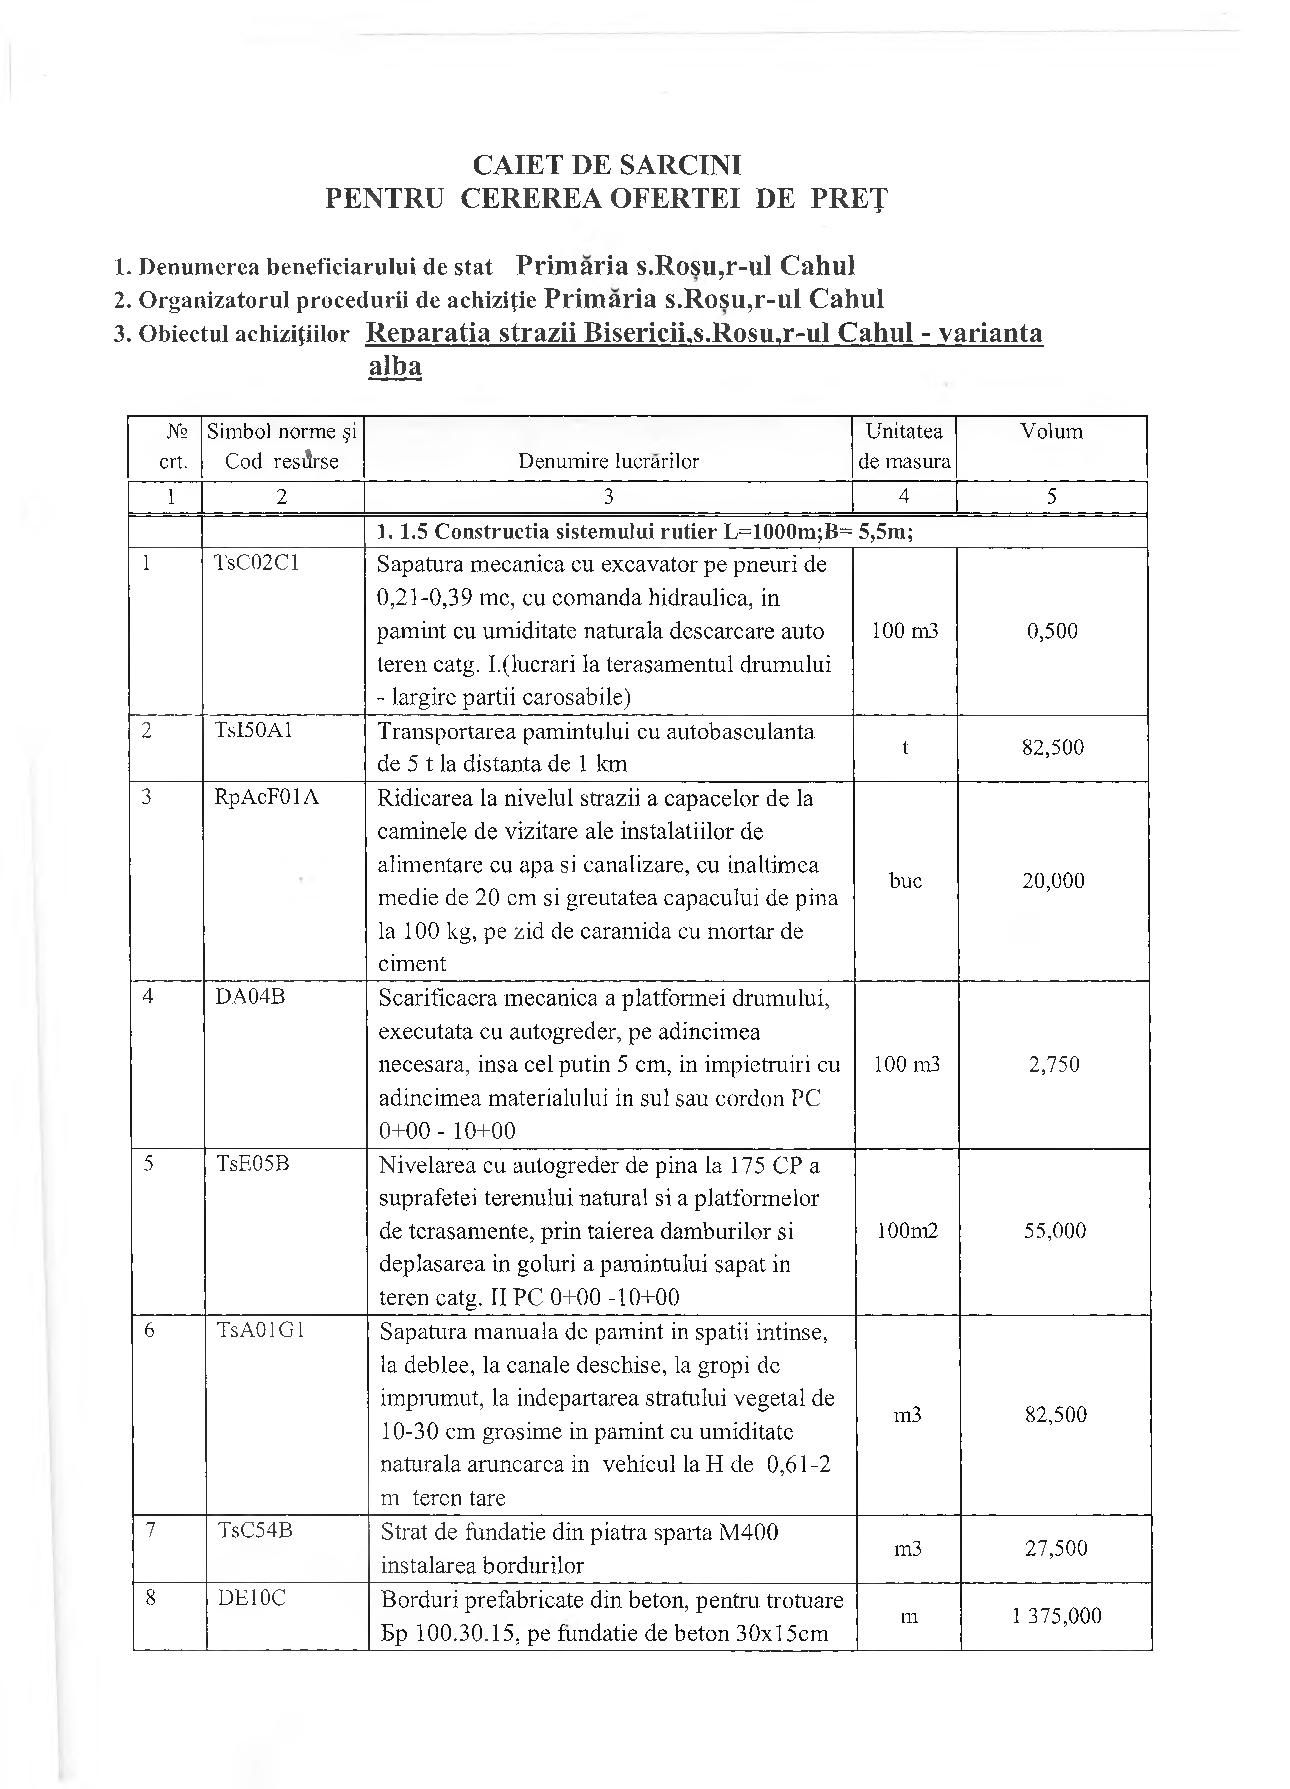 CAIET DE SARCINI
PENTRU CEREREA OFERTEI DE PREŢ
1. Denumerea beneficiarului de stat Primăria s.Roşu,r-ul Cahul
2. Organizatorul procedurii de achiziţie Primăria s.Roşu,r-ul Cahul
3. Obiectul achiziţiilor Reparatia strazii Bisericii,s.Rosu,r-ul Cahul - varianta
alba
№ Simbol norme şi Unitatea Volum
crt. Cod resurse Denumire lucrărilor de masura
1 2 3 4 5
1. 1.5 Constructia sistemului rutier L=1000m;B= 5,5m;
1 TsC02C1 Sapatura mecanica cu excavator pe pneuri de
0,21-0,39 mc, cu comanda hidraulica, in
pamint cu umiditate naturala descarcare auto 100 m3 0,500
teren catg. I.(lucrari la terasamentul drumului
- largire partii carosabile)
2 TsI50A1 Transportarea pamintului cu autobasculanta
de 5 t la distanta de 1 km t 82,500
3 RpAcF01A Ridicarea la nivelul strazii a capacelor de la
caminele de vizitare ale instalatiilor de
alimentare cu apa si canalizare, cu inaltimea
medie de 20 cm si greutatea capacului de pina buc 20,000
la 100 kg, pe zid de caramida cu mortar de
ciment
4 DA04B Scarificaera mecanica a platformei drumului,
executata cu autogreder, pe adincimea
necesara, insa cel putin 5 cm, in impietruiri cu 100 m3 2,750
adincimea materialului in sul sau cordon PC
0+00 - 10+00
5 TsE05B Nivelarea cu autogreder de pina la 175 CP a
suprafetei terenului natural si a platformelor
de terasamente, prin taierea damburilor si 100m2 55,000
deplasarea in goluri a pamintului sapat in
teren catg. II PC 0+00 -10+00
6 TsA01G1 Sapatura manuala de pamint in spatii intinse,
la deblee, la canale deschise, la gropi de
imprumut, la indepartarea stratului vegetal de
10-30 cm grosime in pamint cu umiditate m3 82,500
naturala aruncarea in vehicul la H de 0,61-2
m teren tare
7 TsC54B Strat de fundatie din piatra sparta M400
instalarea bordurilor m3 27,500
8 DE10C Borduri prefabricate din beton, pentru trotuare
Бр 100.30.15, pe fundatie de beton 30x15cm m 1 375,000